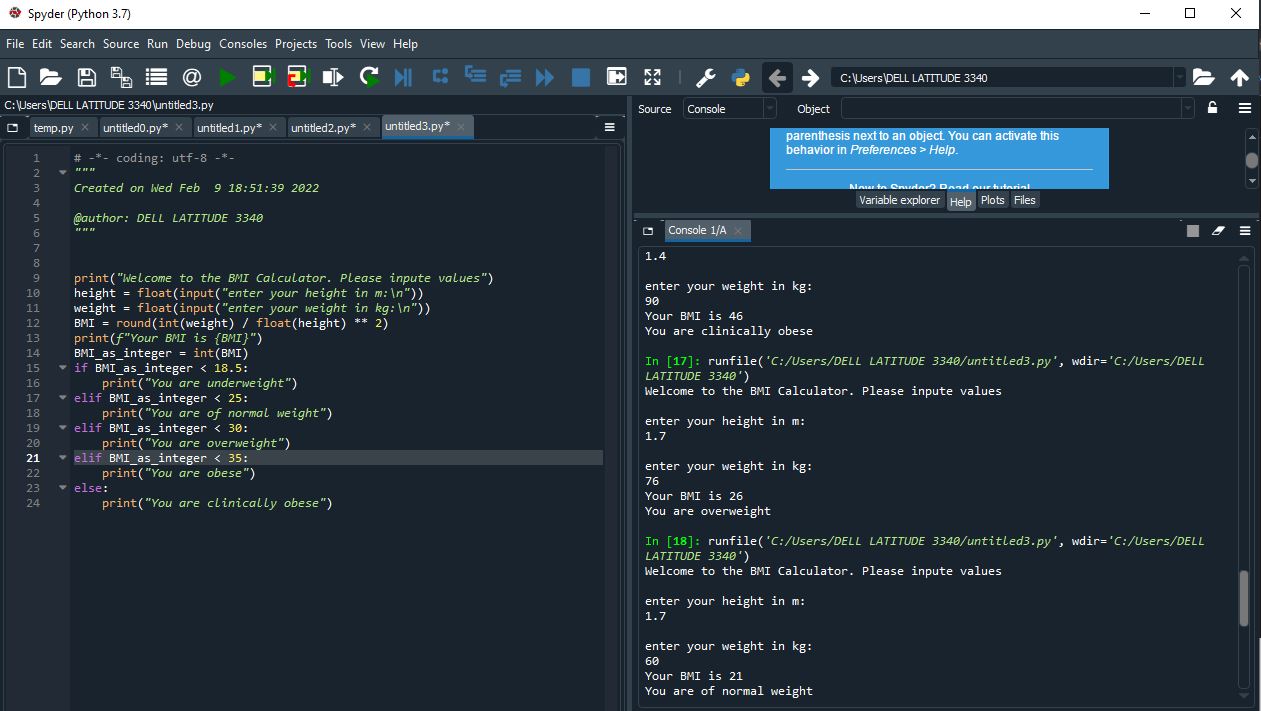 Spyder (Python 3.7)
File Edit Search Source Run Debug Consoles Projects Tools View Help
C:\Users\DELL LATITUDE 3340
C:\Users\DELL LATITUDE 3340\untitled3.py
temp.py untitled0.py* untitled1.py* untitled2.py* untitled3.py*
1 # -*- coding: utf-8 -*-
2 """
3 Created on Wed Feb  9 18:51:39 2022
4
5 @author: DELL LATITUDE 3340
6 """
7
8
9 print("Welcome to the BMI Calculator. Please inpute values")
10 height = float(input("enter your height in m:\n"))
11 weight = float(input("enter your weight in kg:\n"))
12 BMI = round(int(weight) / float(height) ** 2)
13 print(f"Your BMI is {BMI}")
14 BMI_as_integer = int(BMI)
15 if BMI_as_integer < 18.5:
16     print("You are underweight")
17 elif BMI_as_integer < 25:
18     print("You are of normal weight")
19 elif BMI_as_integer < 30:
20     print("You are overweight")
21 elif BMI_as_integer < 35:
22     print("You are obese")
23 else:
24     print("You are clinically obese")
Source Console Object
parenthesis next to an object. You can activate this
behavior in Preferences > Help.
New to Spyder? Read our tutorial
Variable explorer Help Plots Files
Console 1/A
1.4
enter your weight in kg:
90
Your BMI is 46
You are clinically obese
In [17]: runfile('C:/Users/DELL LATITUDE 3340/untitled3.py', wdir='C:/Users/DELL
LATITUDE 3340')
Welcome to the BMI Calculator. Please inpute values
enter your height in m:
1.7
enter your weight in kg:
76
Your BMI is 26
You are overweight
In [18]: runfile('C:/Users/DELL LATITUDE 3340/untitled3.py', wdir='C:/Users/DELL
LATITUDE 3340')
Welcome to the BMI Calculator. Please inpute values
enter your height in m:
1.7
enter your weight in kg:
60
Your BMI is 21
You are of normal weight